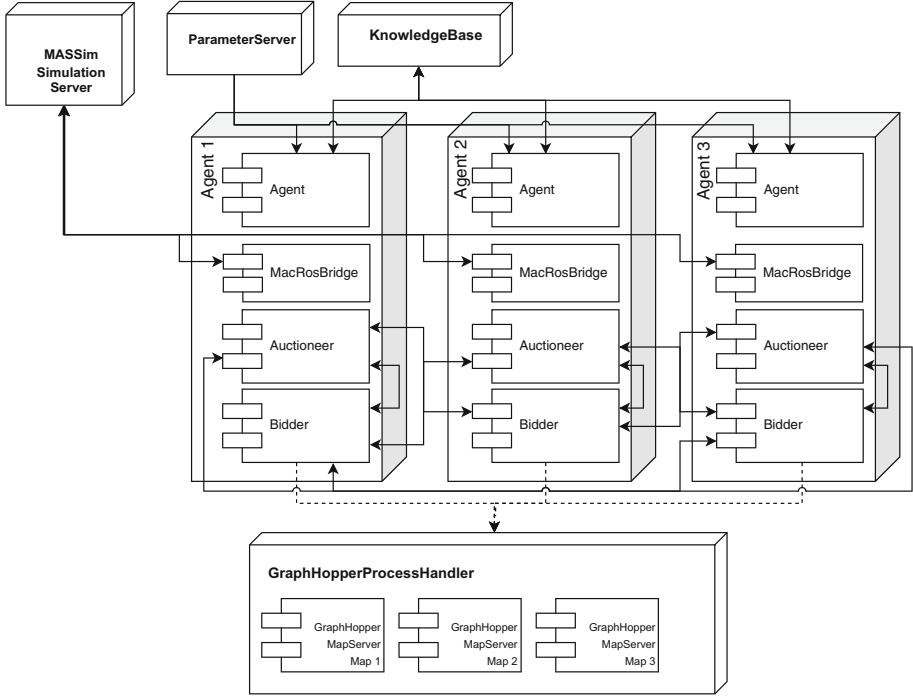 MASSim
Simulation
Server
ParameterServer
KnowledgeBase
Agent 1
Agent
MacRosBridge
Auctioneer
Bidder
Agent 2
Agent
MacRosBridge
Auctioneer
Bidder
Agent 3
Agent
MacRosBridge
Auctioneer
Bidder
GraphHopperProcessHandler
GraphHopper
MapServer
Map 1
GraphHopper
MapServer
Map 2
GraphHopper
MapServer
Map 3